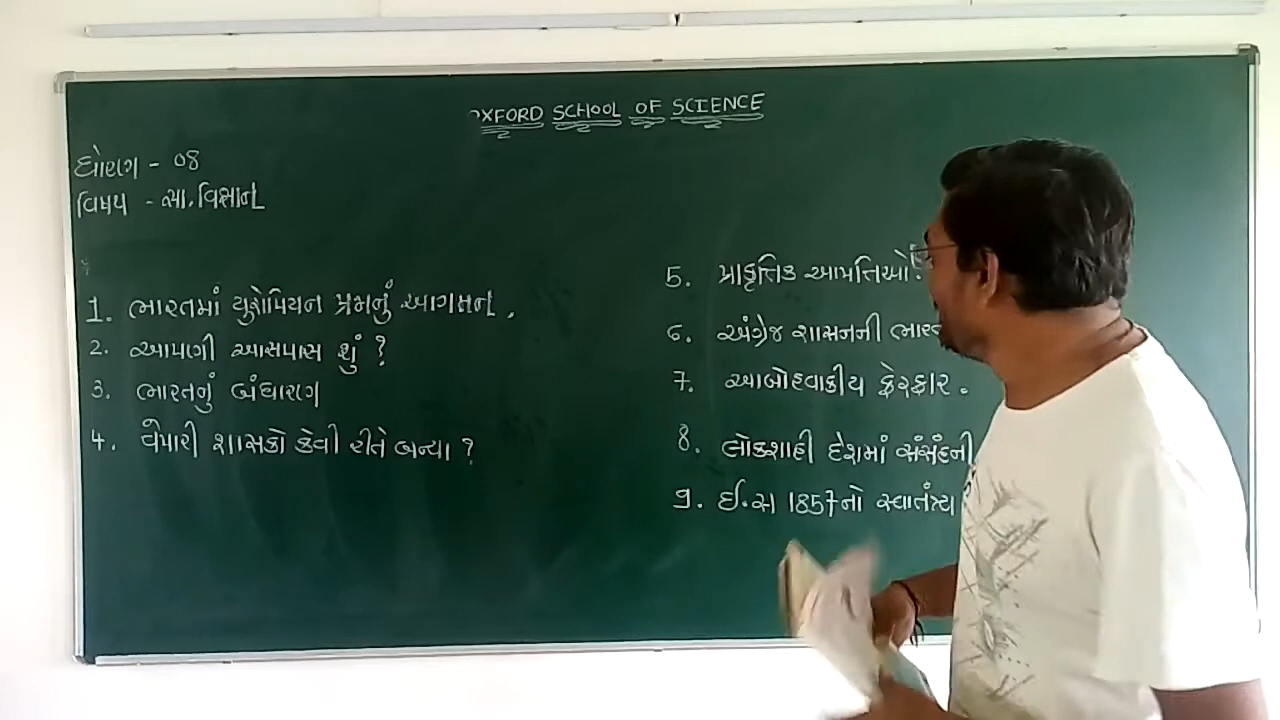 OXFORD SCHOOL OF SCIENCE
ધોરણ - 08
વિષય - સા. વિજ્ઞાન
1. ભારતમાં યુરોપિયન પ્રજાનું આગમન.
2. આપણી આસપાસ શું ?
3. ભારતનું બંધારણ
4. વેપારી શાસકો કેવી રીતે બન્યા ?
5. પ્રાકૃતિક આપત્તિઓ
6. અંગ્રેજ શાસનની
7. આબોહવાકીય ફેરફાર.
8. લોકશાહી દેશમાં સંસંદની
9. ઈ.સ 1857નો સ્વાતંત્ર્ય